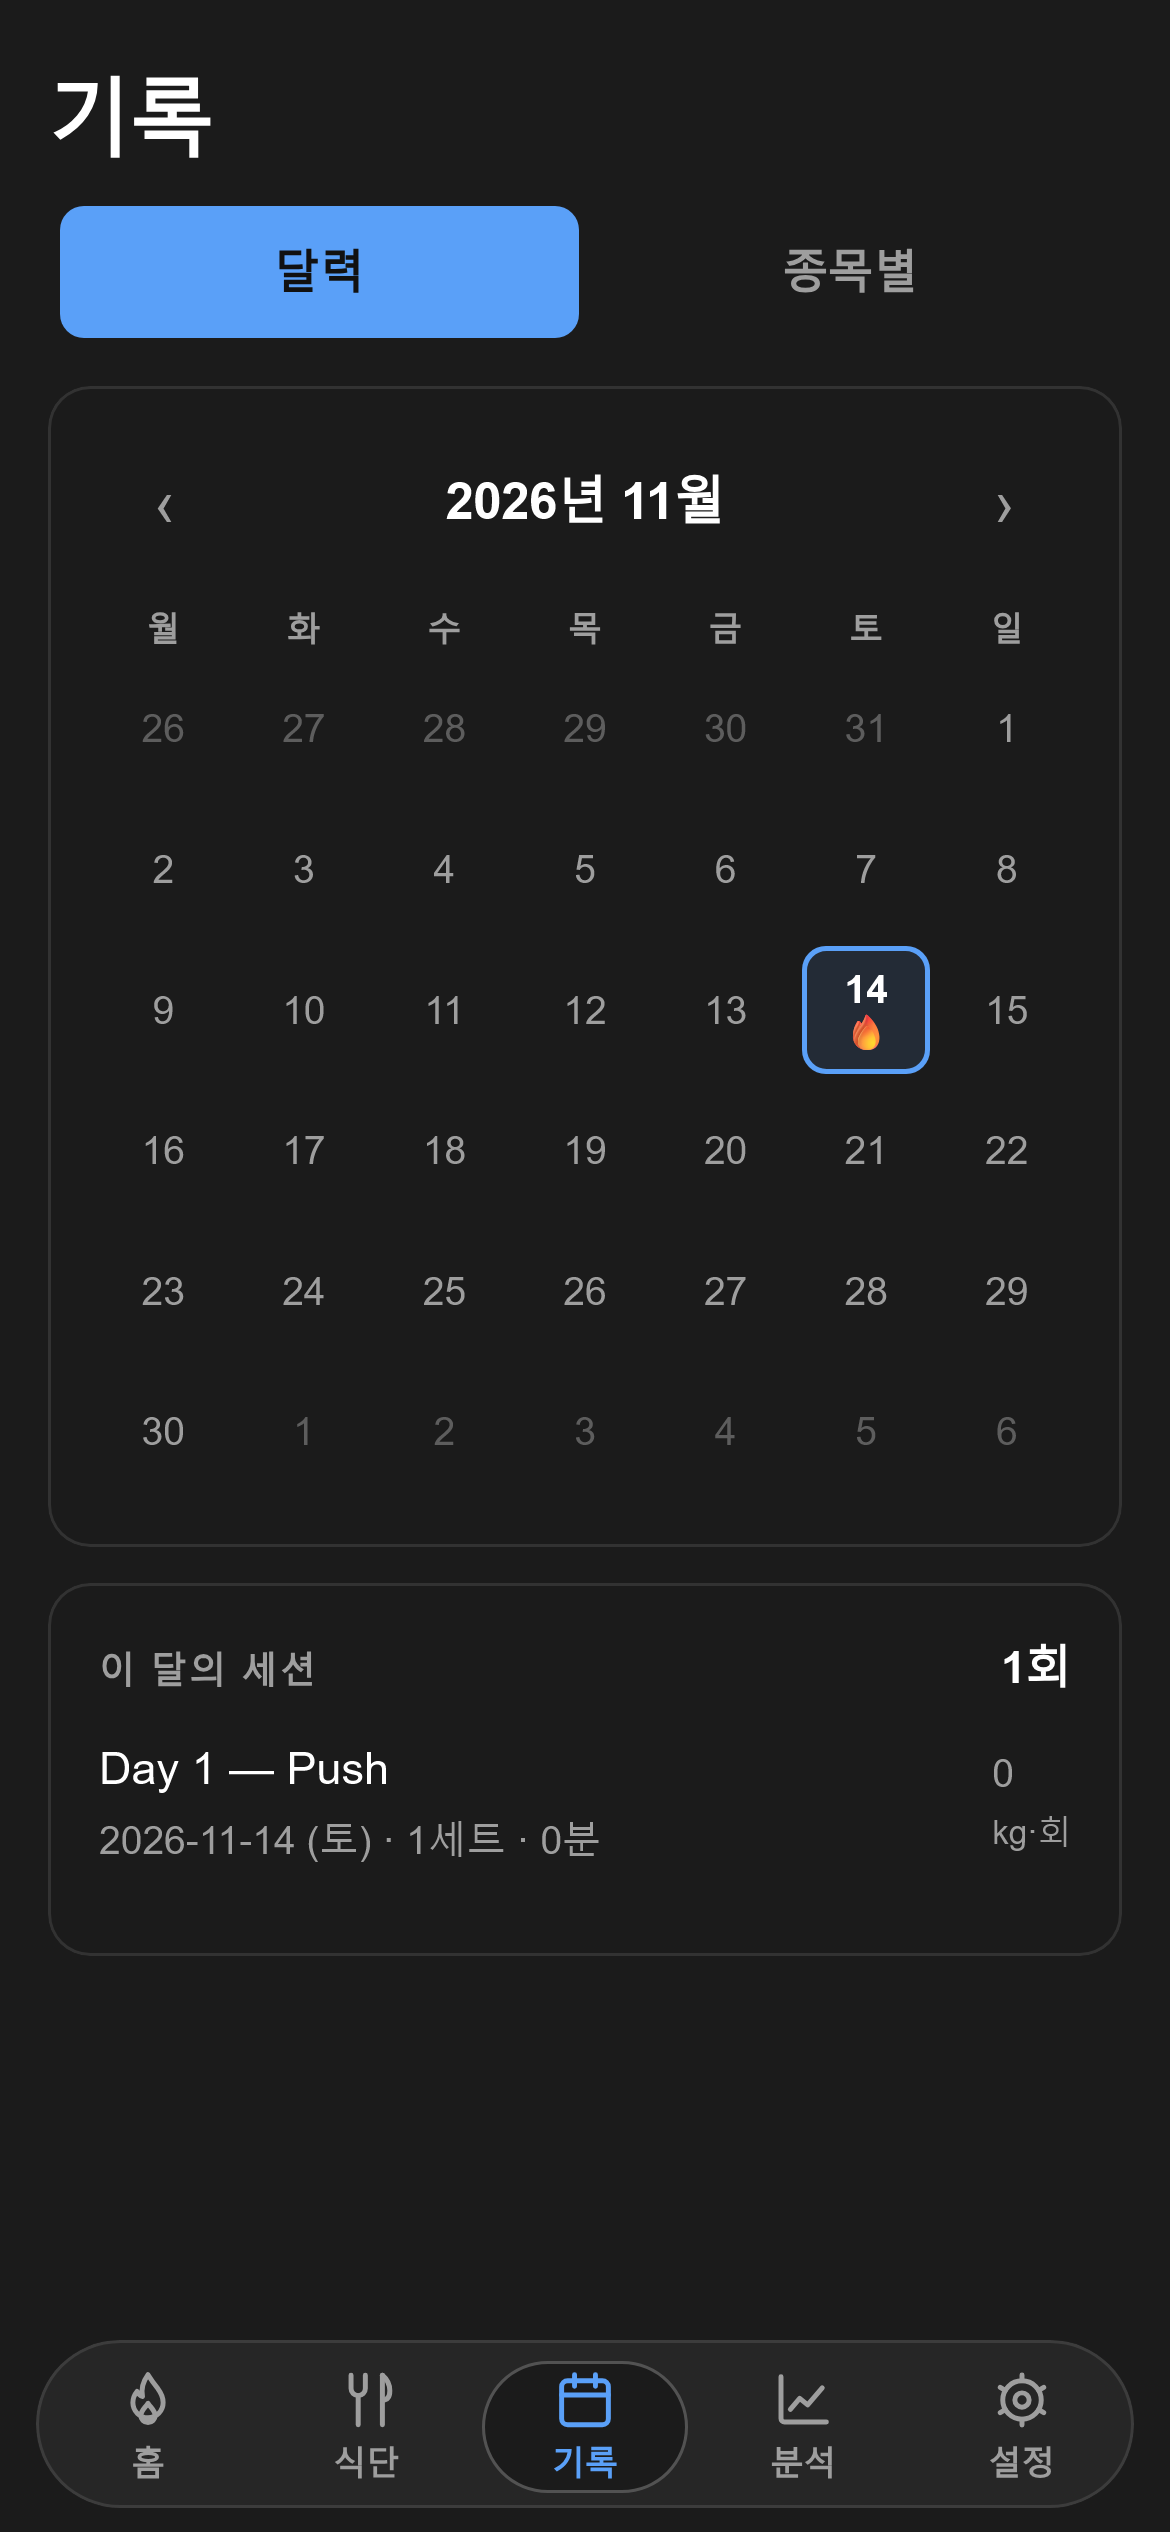 기록
달력 종목별
‹ 2026년 11월 ›
월 화 수 목 금 토 일
26 27 28 29 30 31 1
2 3 4 5 6 7 8
9 10 11 12 13 14 15
16 17 18 19 20 21 22
23 24 25 26 27 28 29
30 1 2 3 4 5 6
이 달의 세션 1회
Day 1 — Push 0
2026-11-14 (토) · 1세트 · 0분 kg·회
홈 식단 기록 분석 설정